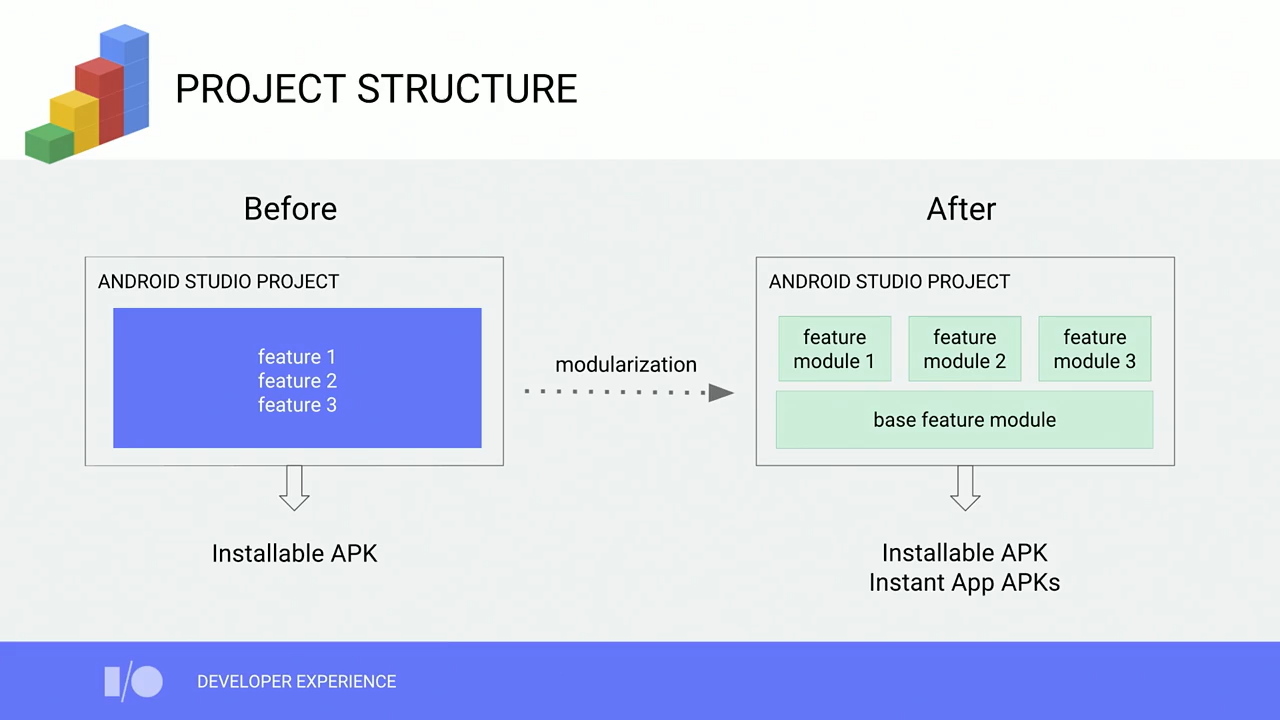 PROJECT STRUCTURE
Before
ANDROID STUDIO PROJECT
feature 1
feature 2
feature 3
Installable APK
modularization
After
ANDROID STUDIO PROJECT
feature
module 1
feature
module 2
feature
module 3
base feature module
Installable APK
Instant App APKs
I/O
DEVELOPER EXPERIENCE